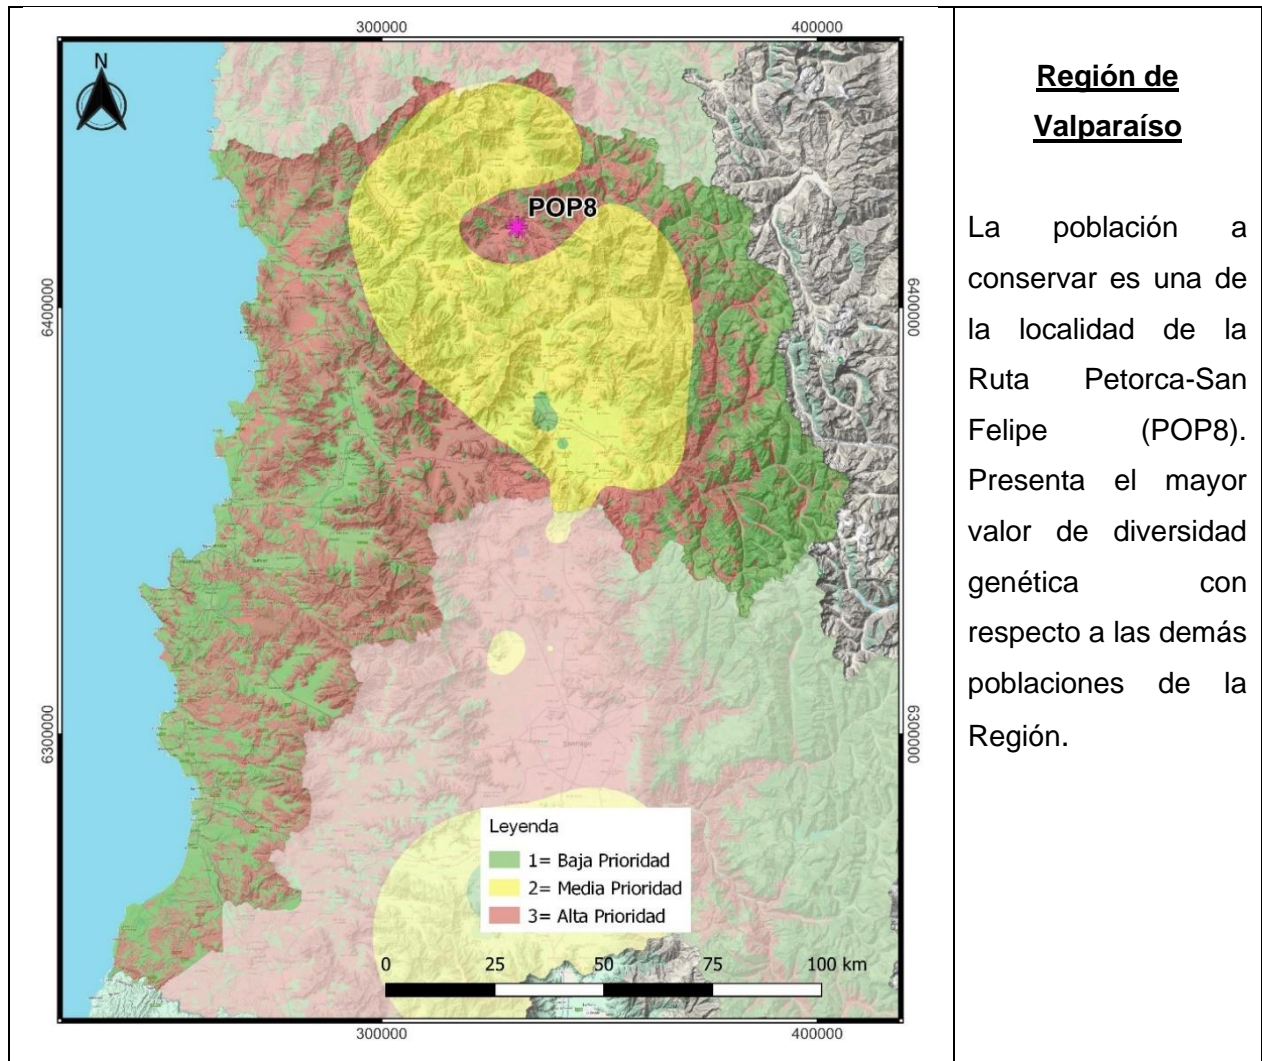 300000
400000
N
POP8
6400000
6400000
6300000
6300000
Santiago
Leyenda
1= Baja Prioridad
2= Media Prioridad
3= Alta Prioridad
0 25 50 75 100 km
300000
400000
Región de
Valparaíso
La población a
conservar es una de
la localidad de la
Ruta Petorca-San
Felipe (POP8).
Presenta el mayor
valor de diversidad
genética con
respecto a las demás
poblaciones de la
Región.